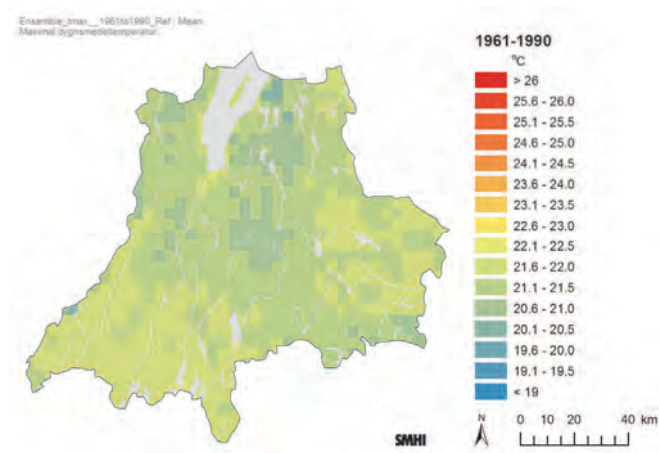 Ensamble_tmax__1961to1990_Ref | Mean
Maximal dygnsmedeltemperatur
1961-1990
°C
> 26
25.6 - 26.0
25.1 - 25.5
24.6 - 25.0
24.1 - 24.5
23.6 - 24.0
23.1 - 23.5
22.6 - 23.0
22.1 - 22.5
21.6 - 22.0
21.1 - 21.5
20.6 - 21.0
20.1 - 20.5
19.6 - 20.0
19.1 - 19.5
< 19
SMHI
N
0 10 20 40 km